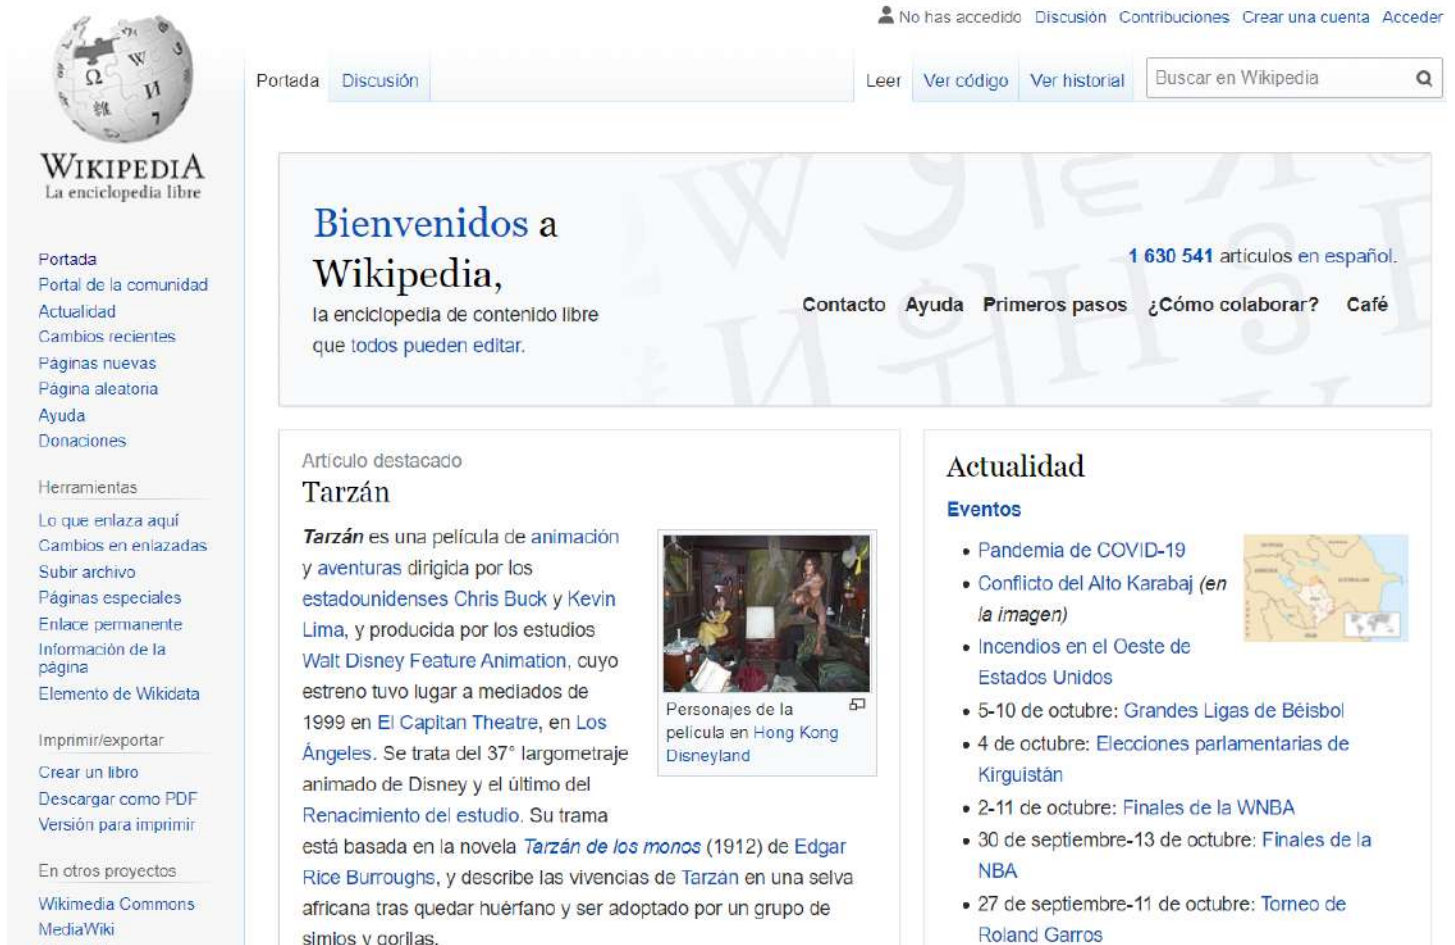 No has accedido Discusión Contribuciones Crear una cuenta Acceder
Portada Discusión Leer Ver código Ver historial Buscar en Wikipedia
WIKIPEDIA
La enciclopedia libre
Portada
Portal de la comunidad
Actualidad
Cambios recientes
Páginas nuevas
Página aleatoria
Ayuda
Donaciones
Herramientas
Lo que enlaza aquí
Cambios en enlazadas
Subir archivo
Páginas especiales
Enlace permanente
Información de la
página
Elemento de Wikidata
Imprimir/exportar
Crear un libro
Descargar como PDF
Versión para imprimir
En otros proyectos
Wikimedia Commons
MediaWiki
Bienvenidos a
Wikipedia,
la enciclopedia de contenido libre
que todos pueden editar.
1 630 541 artículos en español.
Contacto Ayuda Primeros pasos ¿Cómo colaborar? Café
Artículo destacado
Tarzán
Tarzán es una película de animación
y aventuras dirigida por los
estadounidenses Chris Buck y Kevin
Lima, y producida por los estudios
Walt Disney Feature Animation, cuyo
estreno tuvo lugar a mediados de
1999 en El Capitan Theatre, en Los
Ángeles. Se trata del 37° largometraje
animado de Disney y el último del
Renacimiento del estudio. Su trama
está basada en la novela Tarzán de los monos (1912) de Edgar
Rice Burroughs, y describe las vivencias de Tarzán en una selva
africana tras quedar huérfano y ser adoptado por un grupo de
simios y gorilas.
Personajes de la
película en Hong Kong
Disneyland
Actualidad
Eventos
• Pandemia de COVID-19
• Conflicto del Alto Karabaj (en
la imagen)
• Incendios en el Oeste de
Estados Unidos
• 5-10 de octubre: Grandes Ligas de Béisbol
• 4 de octubre: Elecciones parlamentarias de
Kirguistán
• 2-11 de octubre: Finales de la WNBA
• 30 de septiembre-13 de octubre: Finales de la
NBA
• 27 de septiembre-11 de octubre: Torneo de
Roland Garros